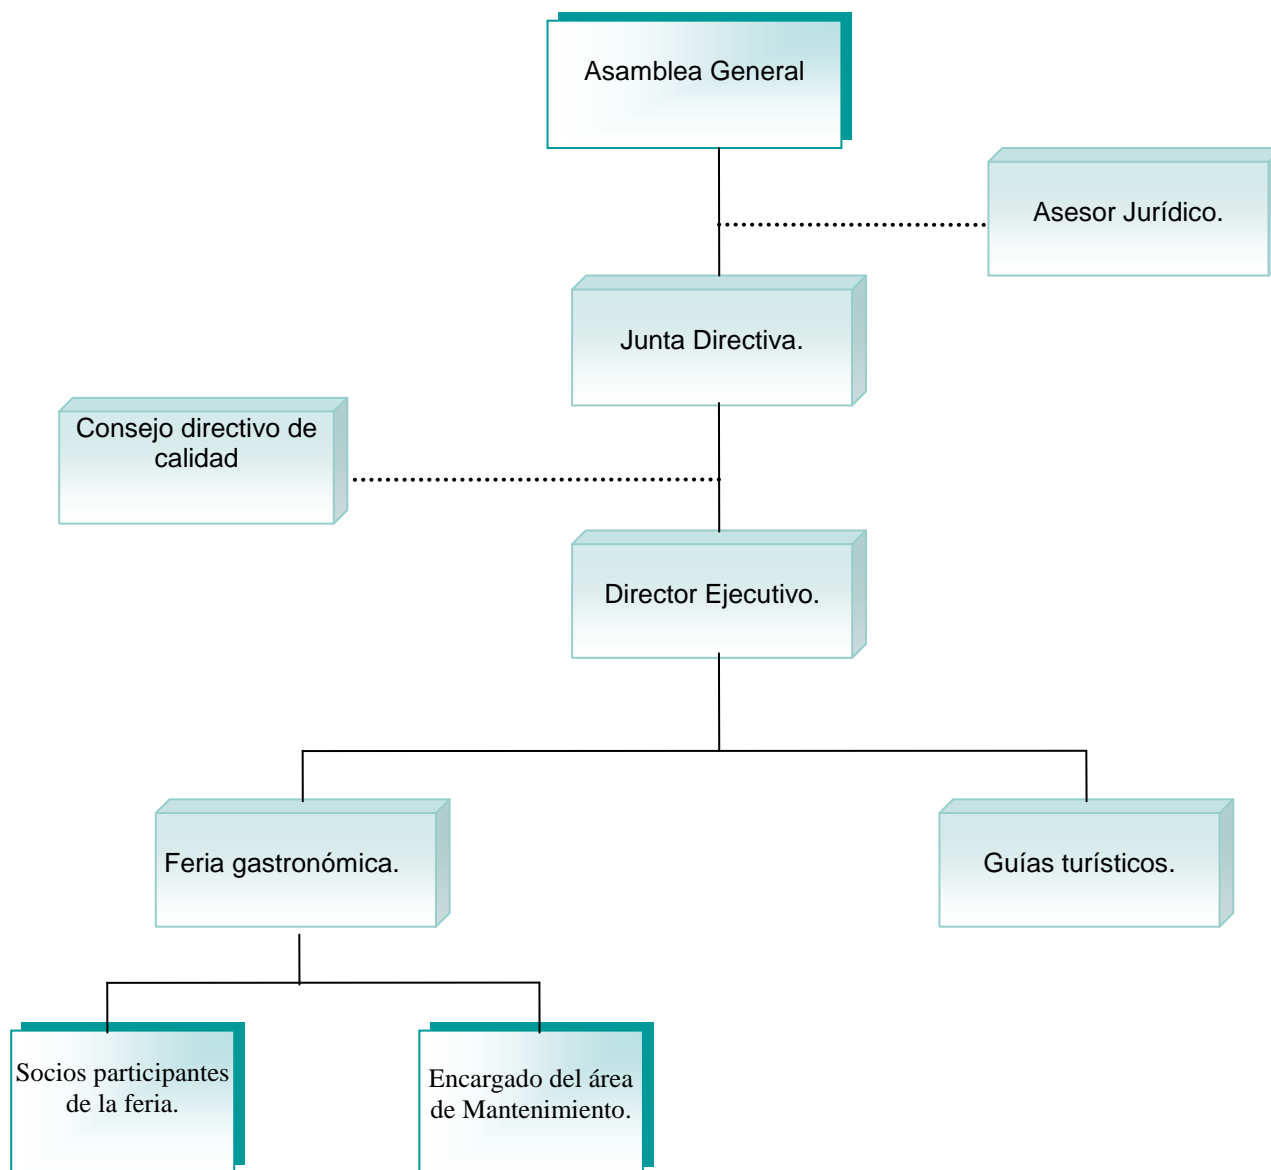 Asamblea General
Asesor Jurídico.
Junta Directiva.
Consejo directivo de
calidad
Director Ejecutivo.
Feria gastronómica.
Guías turísticos.
Socios participantes
de la feria.
Encargado del área
de Mantenimiento.